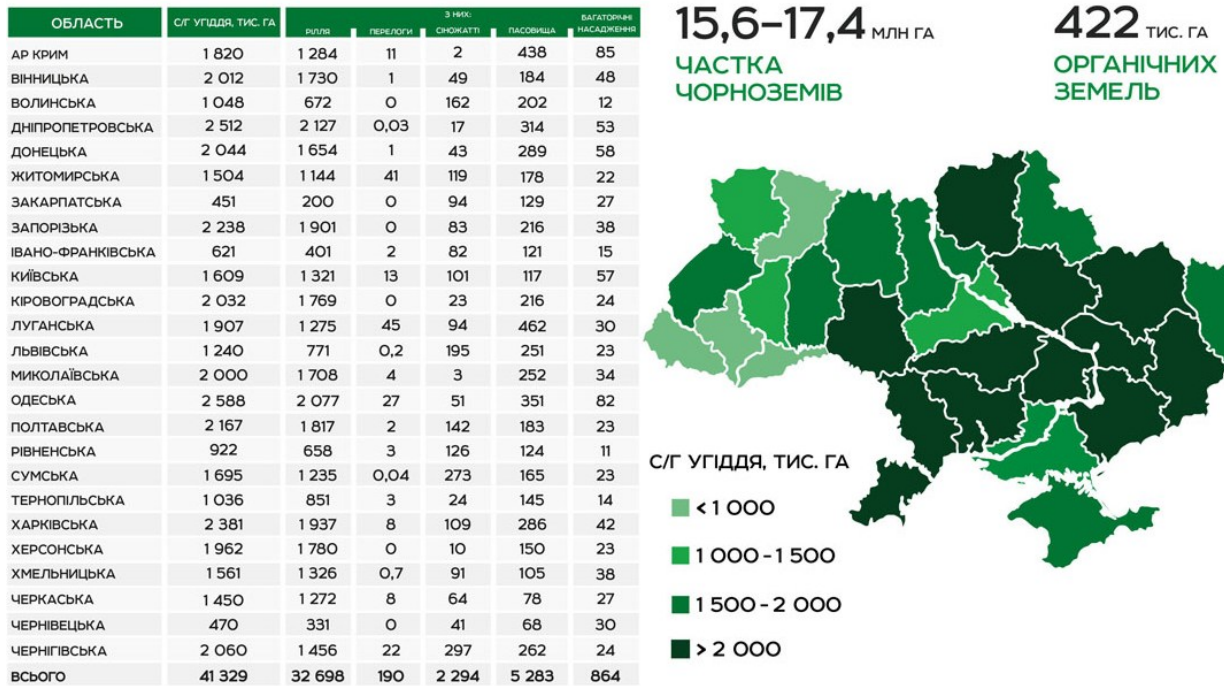 ОБЛАСТЬ С/Г УГІДДЯ, ТИС. ГА З НИХ:
РІЛЛЯ ПЕРЕЛОГИ СІНОЖАТТІ ПАСОВИЩА БАГАТОРІЧНІ НАСАДЖЕННЯ
АР КРИМ 1 820 1 284 11 2 438 85
ВІННИЦЬКА 2 012 1 730 1 49 184 48
ВОЛИНСЬКА 1 048 672 0 162 202 12
ДНІПРОПЕТРОВСЬКА 2 512 2 127 0,03 17 314 53
ДОНЕЦЬКА 2 044 1 654 1 43 289 58
ЖИТОМИРСЬКА 1 504 1 144 41 119 178 22
ЗАКАРПАТСЬКА 451 200 0 94 129 27
ЗАПОРІЗЬКА 2 238 1 901 0 83 216 38
ІВАНО-ФРАНКІВСЬКА 621 401 2 82 121 15
КИЇВСЬКА 1 609 1 321 13 101 117 57
КІРОВОГРАДСЬКА 2 032 1 769 0 23 216 24
ЛУГАНСЬКА 1 907 1 275 45 94 462 30
ЛЬВІВСЬКА 1 240 771 0,2 195 251 23
МИКОЛАЇВСЬКА 2 000 1 708 4 3 252 34
ОДЕСЬКА 2 588 2 077 27 51 351 82
ПОЛТАВСЬКА 2 167 1 817 2 142 183 23
РІВНЕНСЬКА 922 658 3 126 124 11
СУМСЬКА 1 695 1 235 0,04 273 165 23
ТЕРНОПІЛЬСЬКА 1 036 851 3 24 145 14
ХАРКІВСЬКА 2 381 1 937 8 109 286 42
ХЕРСОНСЬКА 1 962 1 780 0 10 150 23
ХМЕЛЬНИЦЬКА 1 561 1 326 0,7 91 105 38
ЧЕРКАСЬКА 1 450 1 272 8 64 78 27
ЧЕРНІВЕЦЬКА 470 331 0 41 68 30
ЧЕРНІГІВСЬКА 2 060 1 456 22 297 262 24
ВСЬОГО 41 329 32 698 190 2 294 5 283 864
15,6–17,4 МЛН ГА
ЧАСТКА
ЧОРНОЗЕМІВ
422 ТИС. ГА
ОРГАНІЧНИХ
ЗЕМЕЛЬ
С/Г УГІДДЯ, ТИС. ГА
< 1 000
1 000 - 1 500
1 500 - 2 000
> 2 000